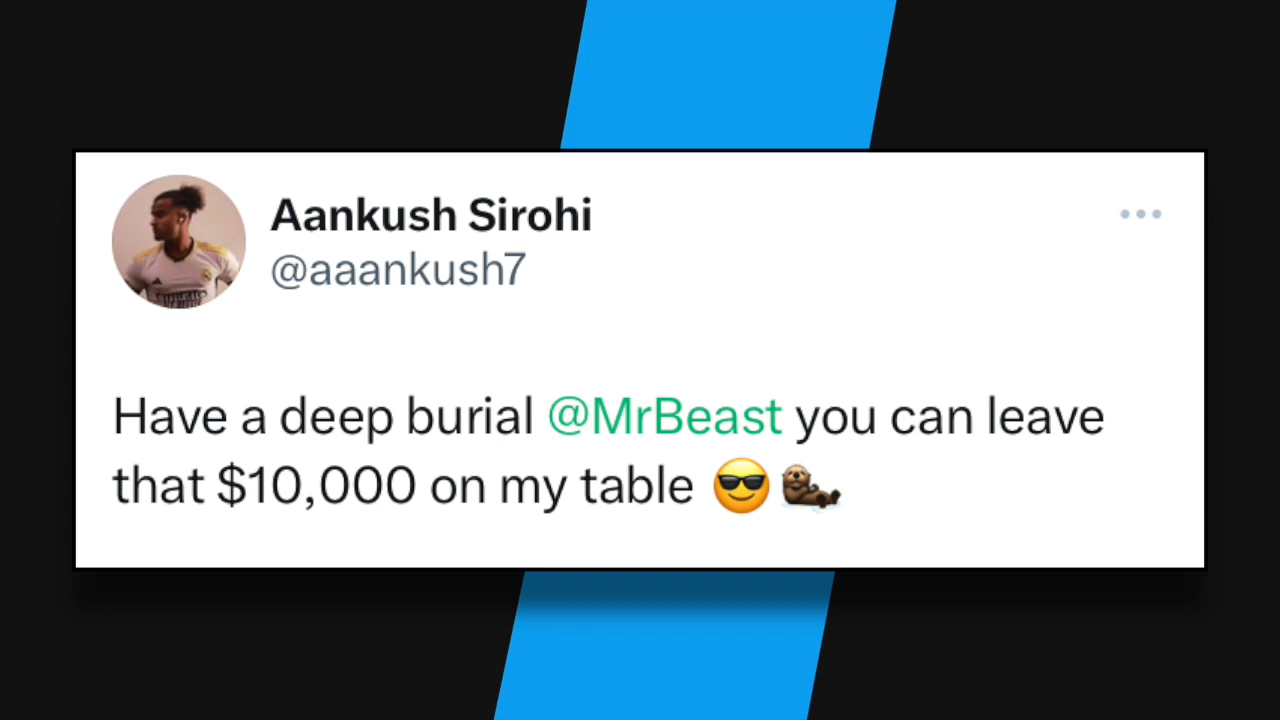 Aankush Sirohi
@aaankush7
Have a deep burial @MrBeast you can leave
that $10,000 on my table 😎🦦